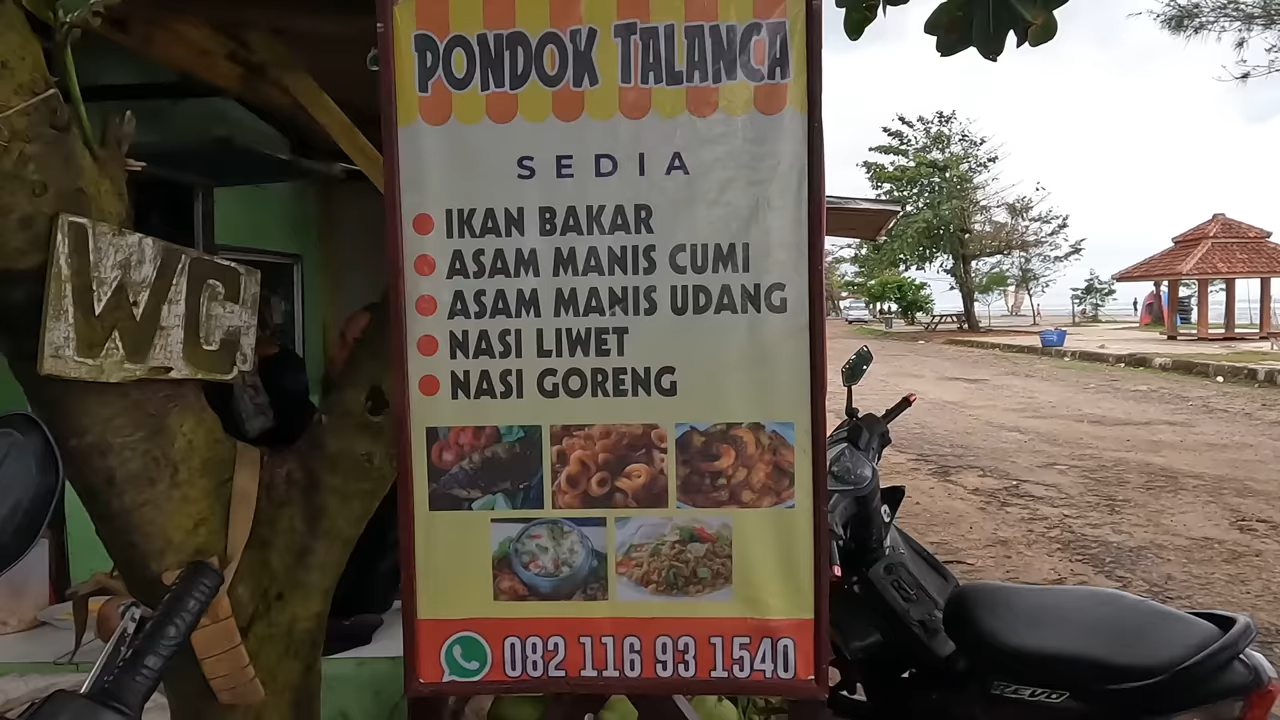 PONDOK TALANCA
SEDIA
IKAN BAKAR
ASAM MANIS CUMI
ASAM MANIS UDANG
NASI LIWET
NASI GORENG
082 116 93 1540
WC
REVO